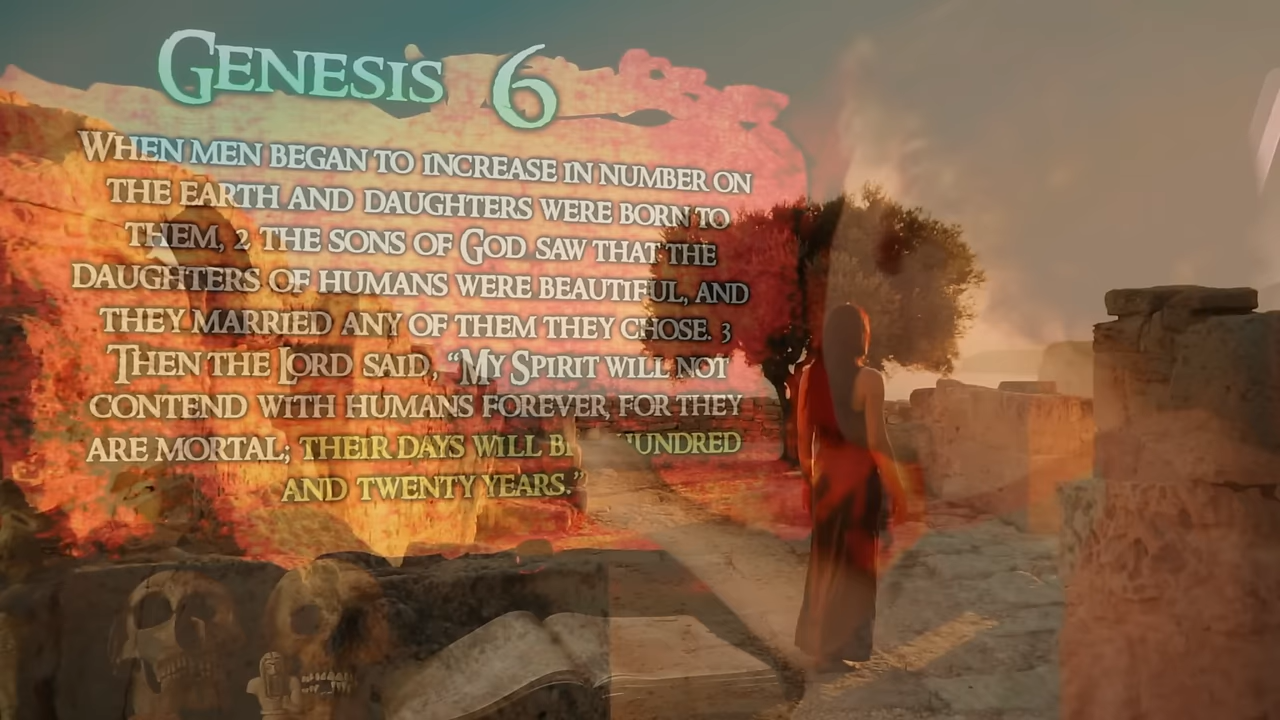 Genesis 6
When men began to increase in number on
the earth and daughters were born to
them, 2 the sons of God saw that the
daughters of humans were beautiful, and
they married any of them they chose. 3
Then the Lord said, “My Spirit will not
contend with humans forever, for they
are mortal; their days will
and twenty years.”